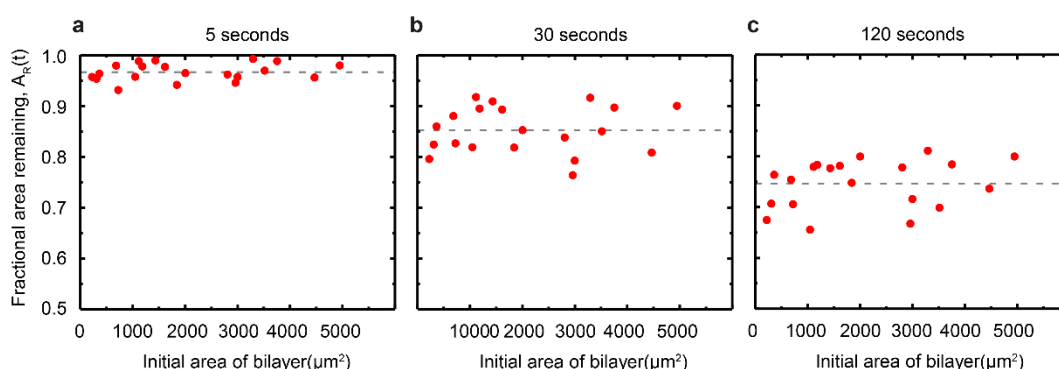 a 5 seconds
b 30 seconds
c 120 seconds
Fractional area remaining, A_R(t)
1.0
0.9
0.8
0.7
0.6
0.5
0 1000 2000 3000 4000 5000
10000 2000 3000 4000 5000
0 1000 2000 3000 4000 5000
Initial area of bilayer(µm²)
Initial area of bilayer(µm²)
Initial area of bilayer(µm²)